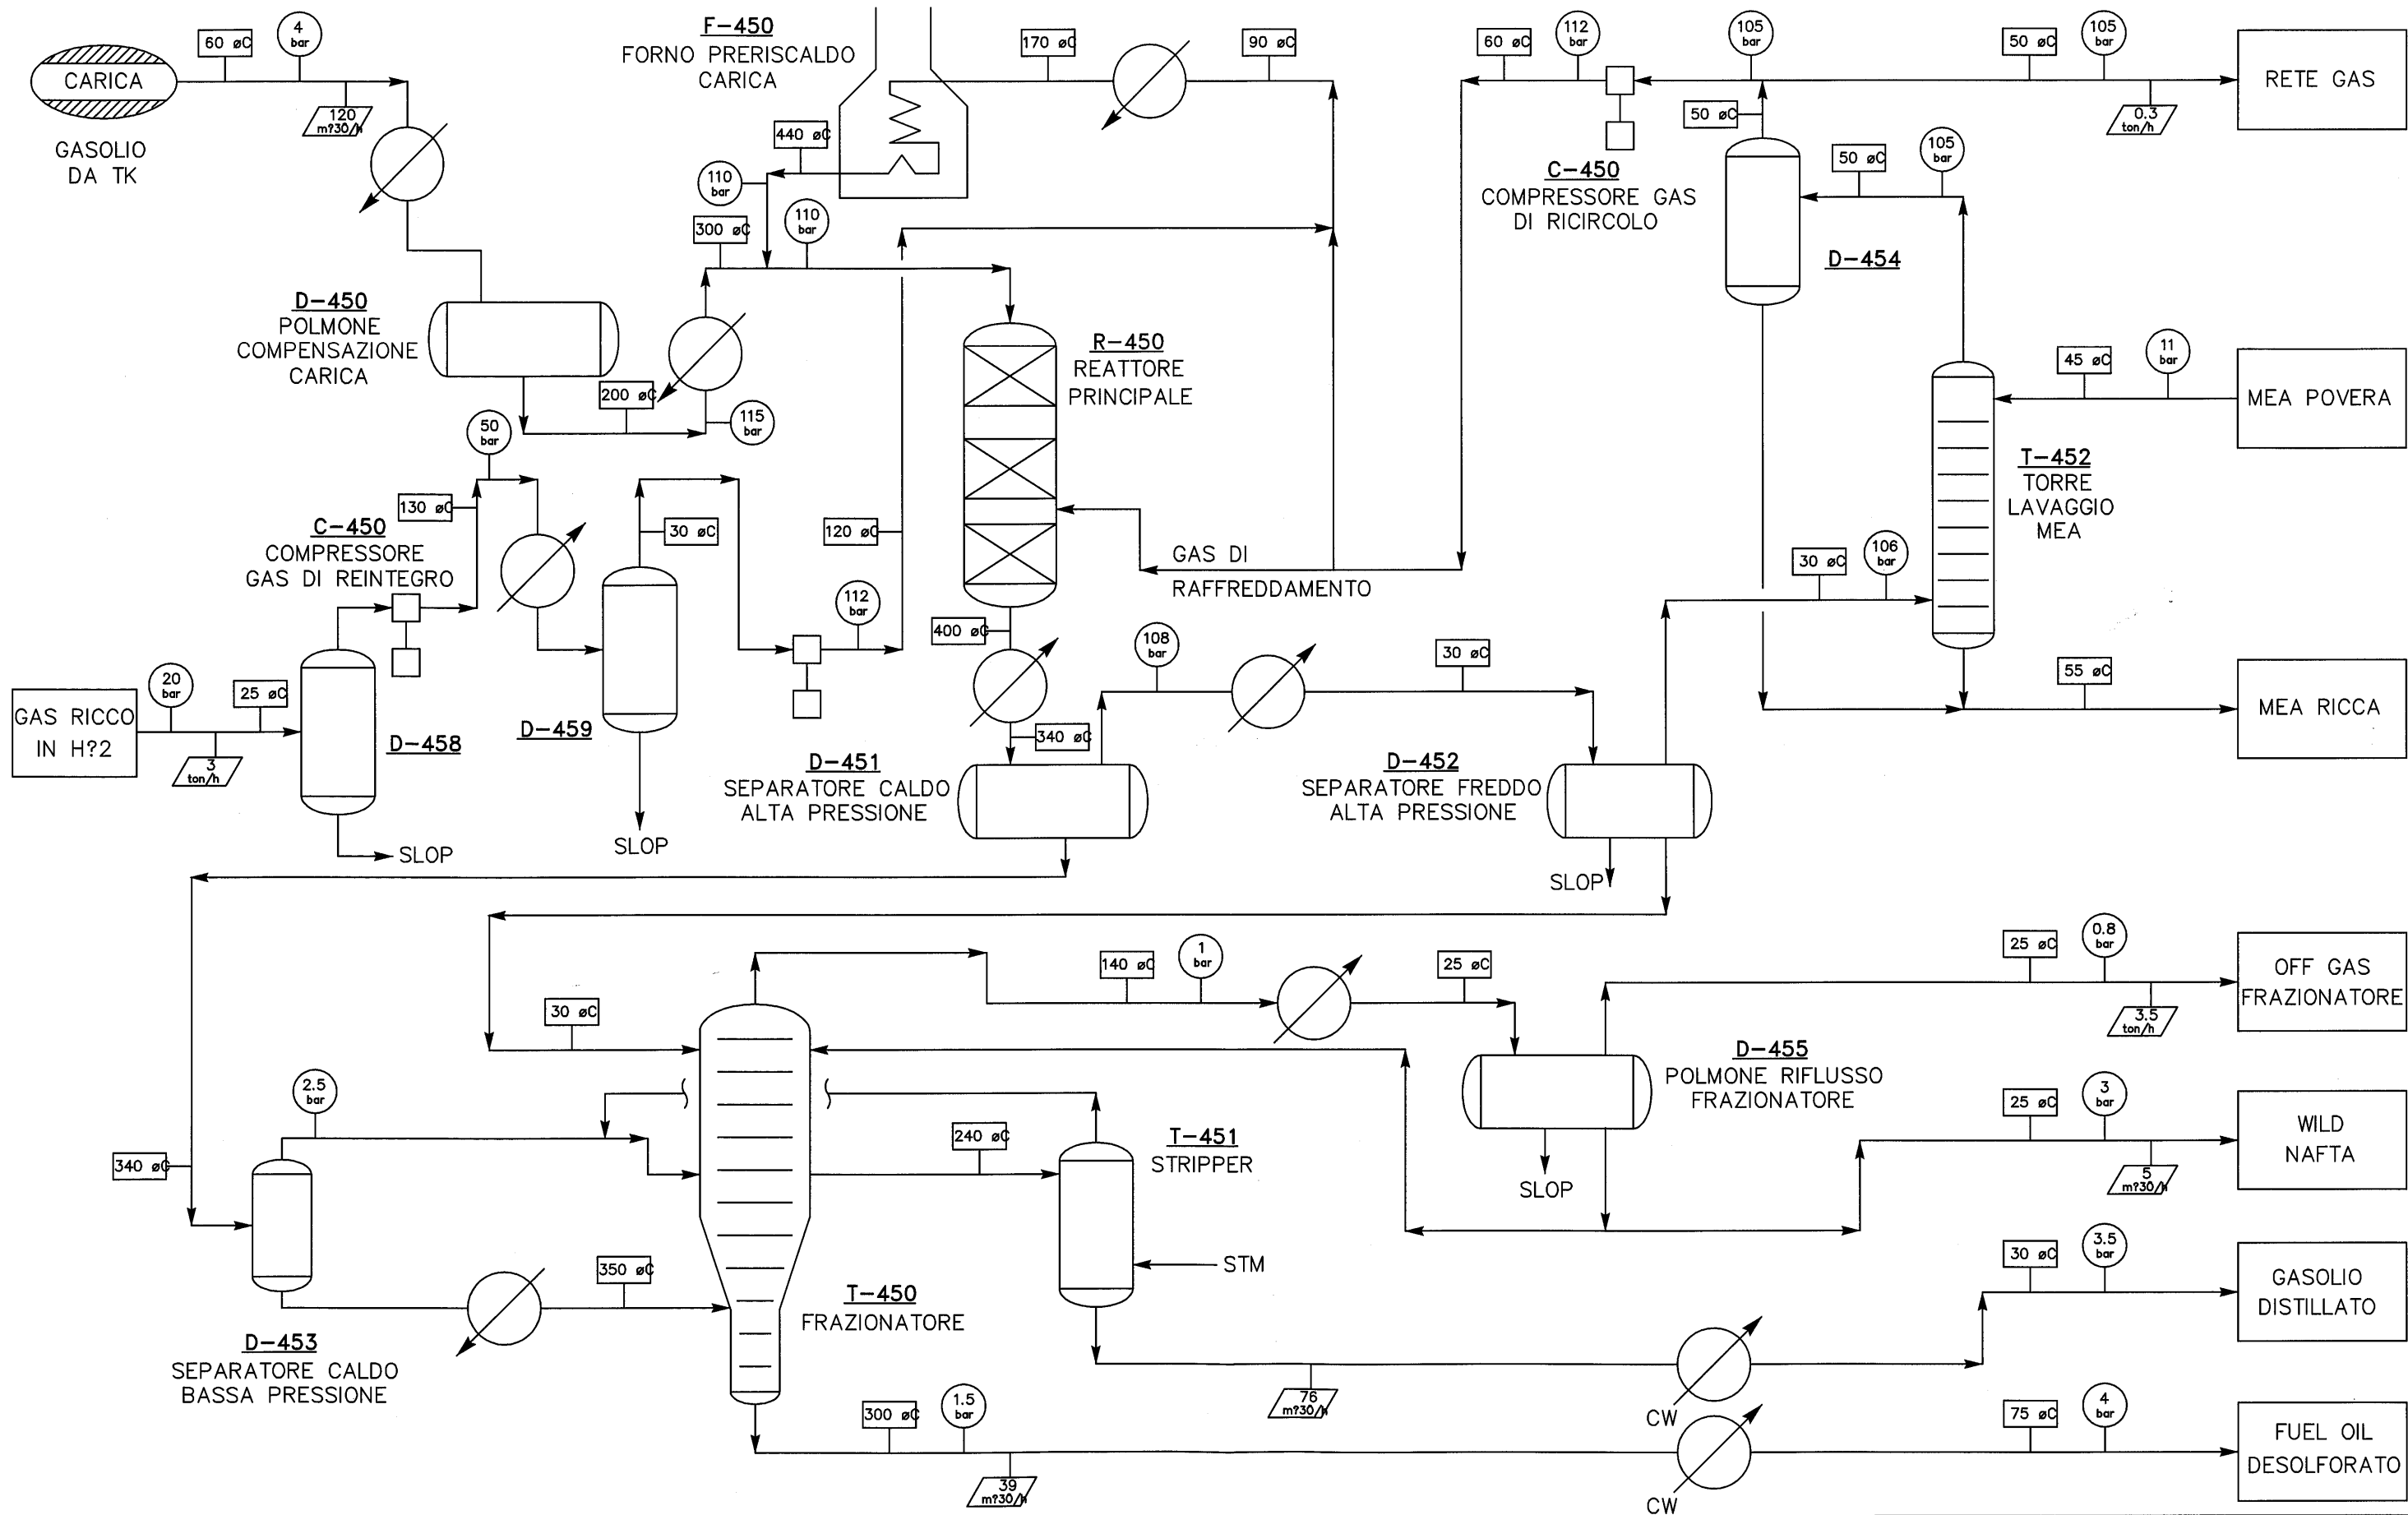 60 øC
4
bar
CARICA
120
m?30/h
GASOLIO
DA TK
F-450
FORNO PRERISCALDO
CARICA
170 øC
90 øC
440 øC
110
bar
300 øC
110
bar
60 øC
112
bar
105
bar
50 øC
105
bar
RETE GAS
0.3
ton/h
50 øC
50 øC
105
bar
C-450
COMPRESSORE GAS
DI RICIRCOLO
D-454
D-450
POLMONE
COMPENSAZIONE
CARICA
200 øC
115
bar
R-450
REATTORE
PRINCIPALE
45 øC
11
bar
MEA POVERA
T-452
TORRE
LAVAGGIO
MEA
50
bar
130 øC
C-450
COMPRESSORE
GAS DI REINTEGRO
30 øC
120 øC
112
bar
GAS DI
RAFFREDDAMENTO
30 øC
106
bar
400 øC
108
bar
30 øC
55 øC
MEA RICCA
GAS RICCO
IN H?2
20
bar
25 øC
3
ton/h
D-458
D-459
SLOP
SLOP
340 øC
D-451
SEPARATORE CALDO
ALTA PRESSIONE
D-452
SEPARATORE FREDDO
ALTA PRESSIONE
SLOP
140 øC
1
bar
25 øC
25 øC
0.8
bar
OFF GAS
FRAZIONATORE
3.5
ton/h
30 øC
D-455
POLMONE RIFLUSSO
FRAZIONATORE
SLOP
2.5
bar
25 øC
3
bar
WILD
NAFTA
5
m?30/h
340 øC
240 øC
T-451
STRIPPER
STM
350 øC
T-450
FRAZIONATORE
30 øC
3.5
bar
GASOLIO
DISTILLATO
D-453
SEPARATORE CALDO
BASSA PRESSIONE
76
m?30/h
CW
300 øC
1.5
bar
39
m?30/h
CW
75 øC
4
bar
FUEL OIL
DESOLFORATO